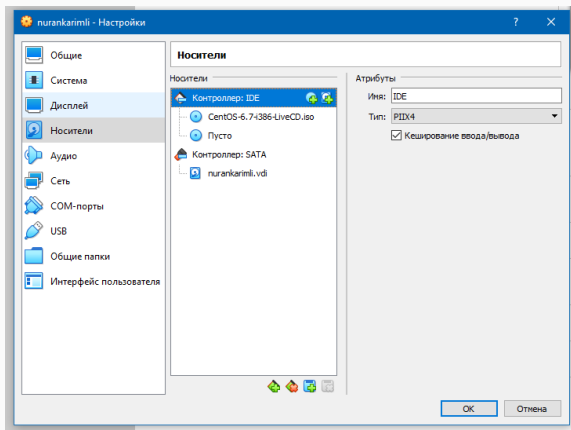 nurankarimli - Настройки
?
Общие
Система
Дисплей
Носители
Аудио
Сеть
COM-порты
USB
Общие папки
Интерфейс пользователя
Носители
Носители
Контроллер: IDE
CentOS-6.7-i386-LiveCD.iso
Пусто
Контроллер: SATA
nurankarimli.vdi
Атрибуты
Имя: IDE
Тип: PIIX4
Кеширование ввода/вывода
OK Отмена